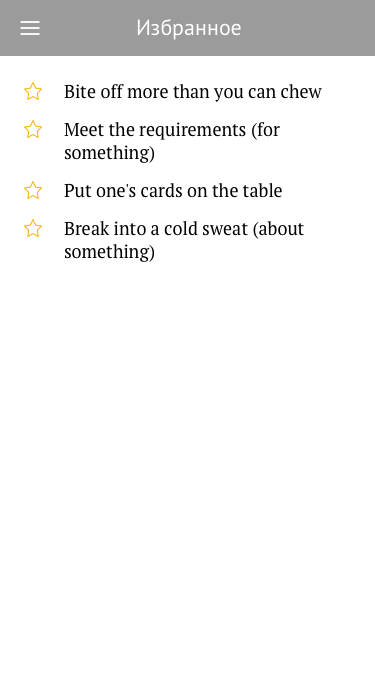 Избранное
Bite off more than you can chew
Meet the requirements (for
something)
Put one's cards on the table
Break into a cold sweat (about
something)